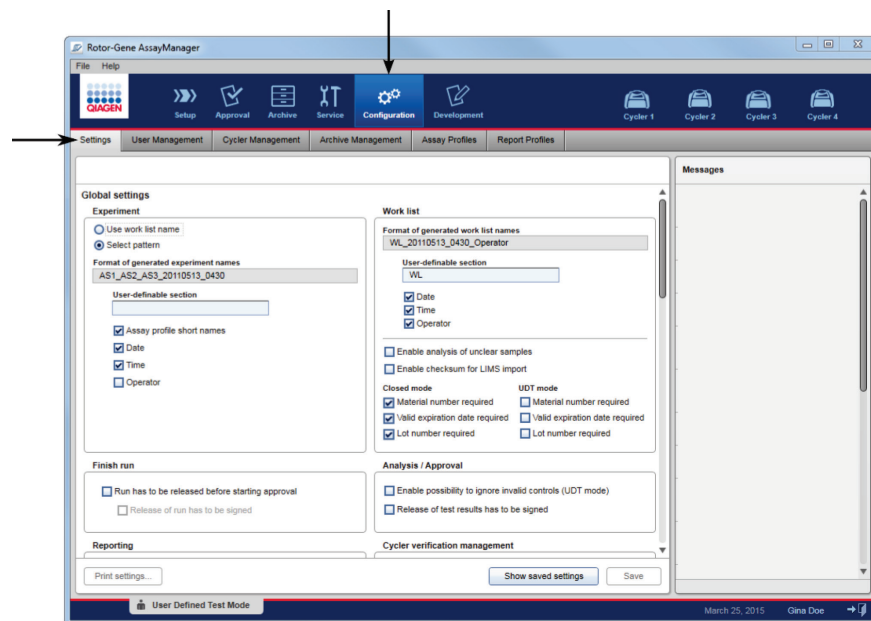 Rotor-Gene AssayManager
File Help
QIAGEN
Setup Approval Archive Service Configuration Development Cycler 1 Cycler 2 Cycler 3 Cycler 4
Settings User Management Cycler Management Archive Management Assay Profiles Report Profiles
Messages
Global settings
Experiment
Use work list name
Select pattern
Format of generated experiment names
AS1_AS2_AS3_20110513_0430
User-definable section
Assay profile short names
Date
Time
Operator
Work list
Format of generated work list names
WL_20110513_0430_Operator
User-definable section
WL
Date
Time
Operator
Enable analysis of unclear samples
Enable checksum for LIMS import
Closed mode UDT mode
Material number required Material number required
Valid expiration date required Valid expiration date required
Lot number required Lot number required
Finish run
Run has to be released before starting approval
Release of run has to be signed
Analysis / Approval
Enable possibility to ignore invalid controls (UDT mode)
Release of test results has to be signed
Reporting
Cycler verification management
Print settings... Show saved settings Save
User Defined Test Mode March 25, 2015 Gina Doe